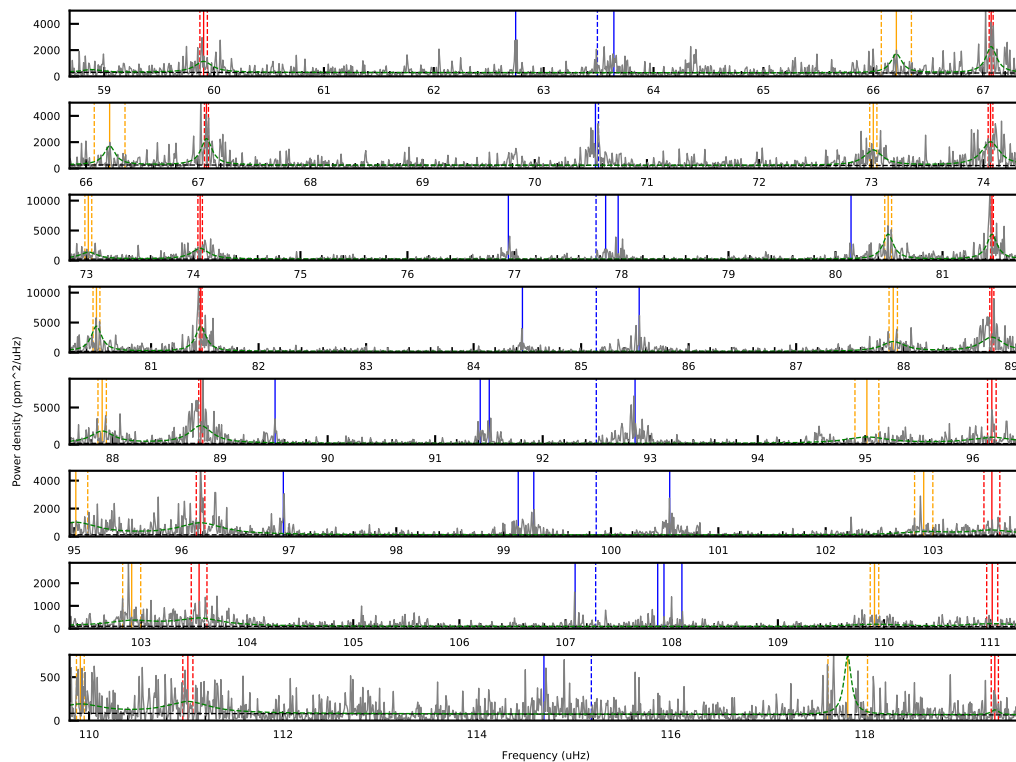 4000
2000
0
59 60 61 62 63 64 65 66 67
4000
2000
0
66 67 68 69 70 71 72 73 74
10000
5000
0
73 74 75 76 77 78 79 80 81
10000
5000
0
81 82 83 84 85 86 87 88 89
5000
0
88 89 90 91 92 93 94 95 96
4000
2000
0
95 96 97 98 99 100 101 102 103
2000
1000
0
103 104 105 106 107 108 109 110 111
500
0
110 112 114 116 118
Power density (ppm^2/uHz)
Frequency (uHz)